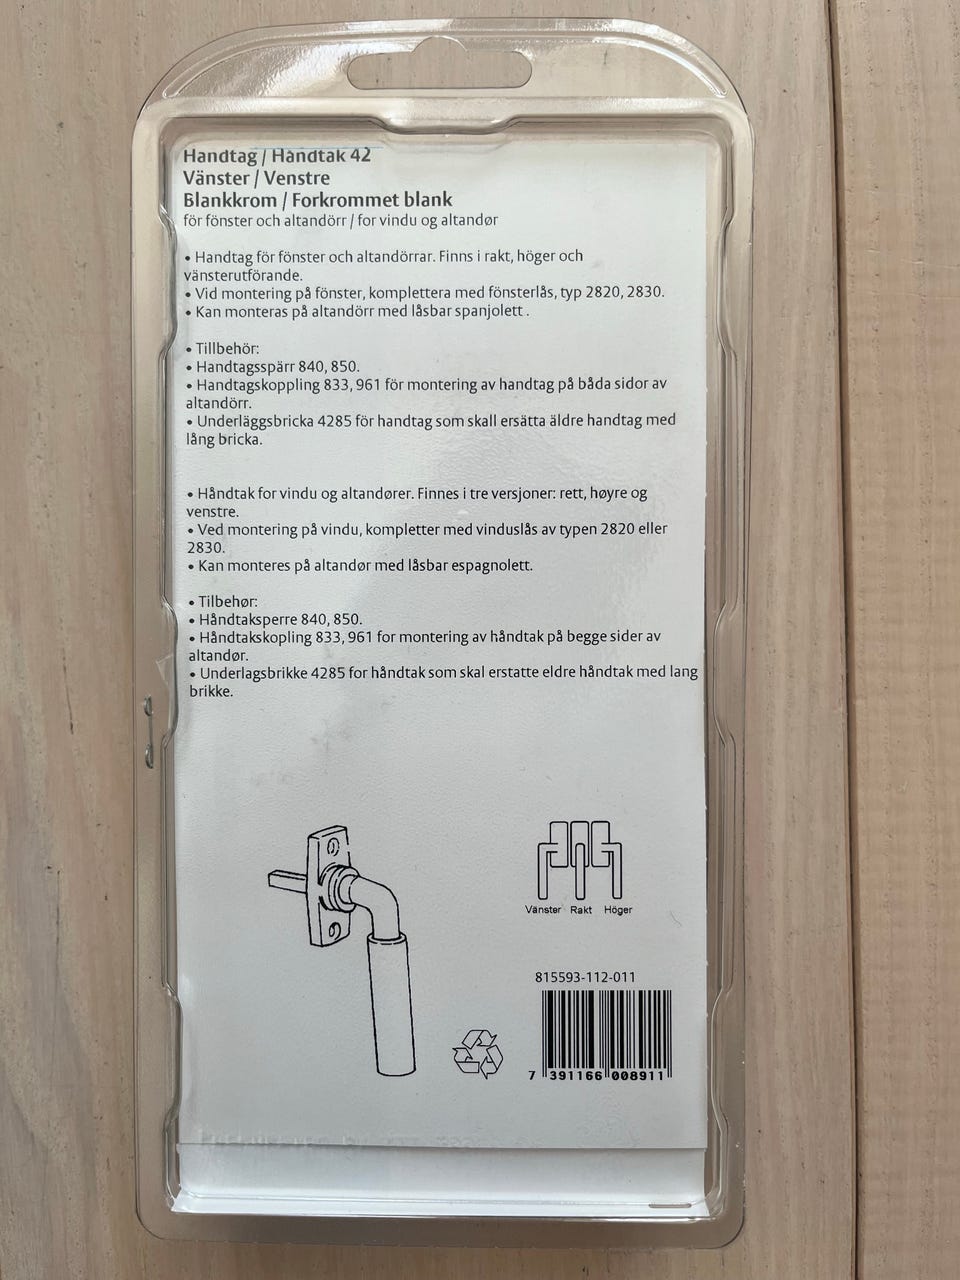 Handtag / Håndtak 42
Vänster / Venstre
Blankkrom / Forkrommet blank
för fönster och altandörr / for vindu og altandør
• Handtag för fönster och altandörrar. Finns i rakt, höger och
vänsterutförande.
• Vid montering på fönster, komplettera med fönsterlås, typ 2820, 2830.
• Kan monteras på altandörr med låsbar spanjolett .
• Tillbehör:
• Handtagsspärr 840, 850.
• Handtagskoppling 833, 961 för montering av handtag på båda sidor av
altandörr.
• Underläggsbricka 4285 för handtag som skall ersätta äldre handtag med
lång bricka.
• Håndtak for vindu og altandører. Finnes i tre versjoner: rett, høyre og
venstre.
• Ved montering på vindu, kompletter med vinduslås av typen 2820 eller
2830.
• Kan monteres på altandør med låsbar espagnolett.
• Tilbehør:
• Håndtaksperre 840, 850.
• Håndtakskopling 833, 961 for montering av håndtak på begge sider av
altandør.
• Underlagsbrikke 4285 for håndtak som skal erstatte eldre håndtak med lang
brikke.
Vänster Rakt Höger
815593-112-011
7 391166 008911